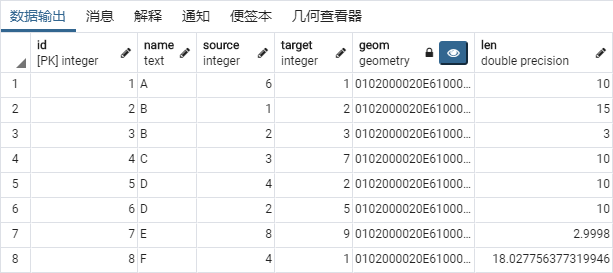 数据输出 消息 解释 通知 便签本 几何查看器
id name source target geom len
[PK] integer text integer integer geometry double precision
1 1 A 6 1 0102000020E61000... 10
2 2 B 1 2 0102000020E61000... 15
3 3 B 2 3 0102000020E61000... 3
4 4 C 3 7 0102000020E61000... 10
5 5 D 4 2 0102000020E61000... 10
6 6 D 2 5 0102000020E61000... 10
7 7 E 8 9 0102000020E61000... 2.9998
8 8 F 4 1 0102000020E61000... 18.027756377319946